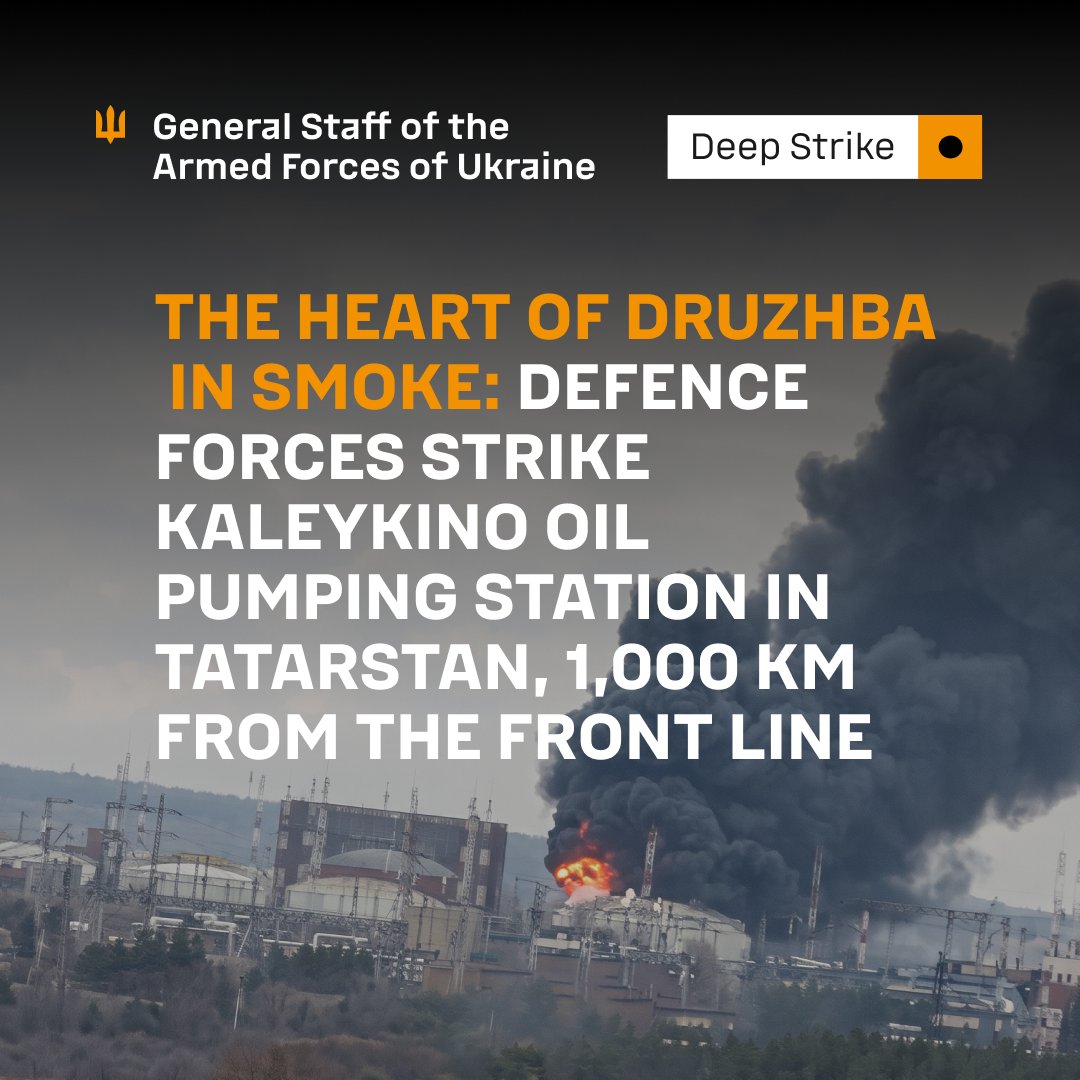 General Staff of the
Armed Forces of Ukraine
Deep Strike
THE HEART OF DRUZHBA
IN SMOKE: DEFENCE
FORCES STRIKE
KALEYKINO OIL
PUMPING STATION IN
TATARSTAN, 1,000 KM
FROM THE FRONT LINE